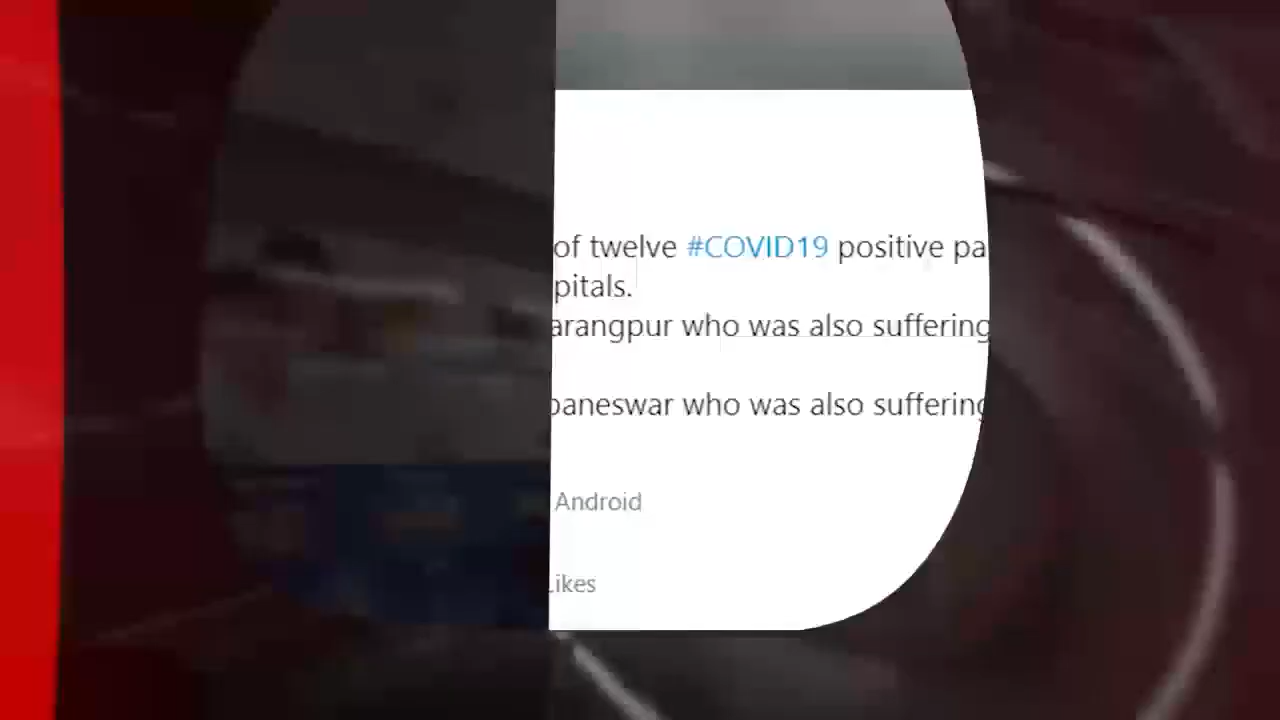 of twelve #COVID19 positive pa
pitals.
arangpur who was also suffering
baneswar who was also suffering
Android
Likes